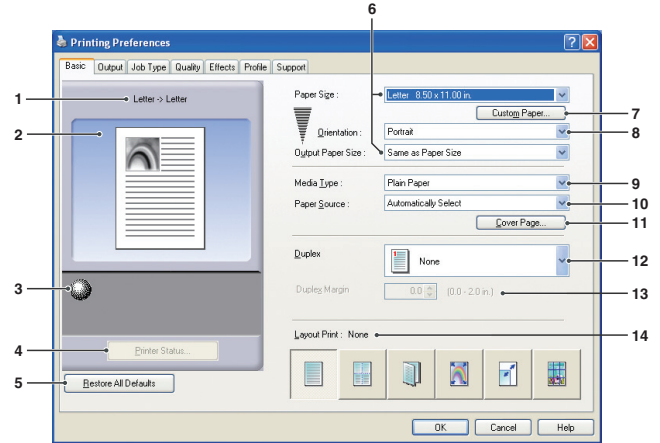 6
Printing Preferences
Basic Output Job Type Quality Effects Profile Support
1 Letter -> Letter
Paper Size : Letter 8.50 x 11.00 in.
Custom Paper... 7
2
Orientation : Portrait 8
Output Paper Size : Same as Paper Size
Media Type : Plain Paper 9
Paper Source : Automatically Select 10
Cover Page... 11
Duplex
None 12
3
Duplex Margin 0.0 (0.0 - 2.0 in.) 13
Layout Print : None 14
4 Printer Status...
5 Restore All Defaults
OK Cancel Help